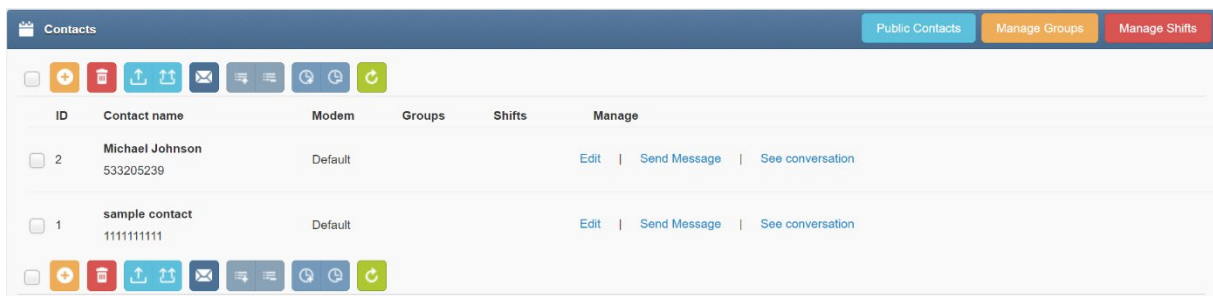 Contacts Public Contacts Manage Groups Manage Shifts
ID Contact name Modem Groups Shifts Manage
2 Michael Johnson Default Edit | Send Message | See conversation
533205239
1 sample contact Default Edit | Send Message | See conversation
1111111111